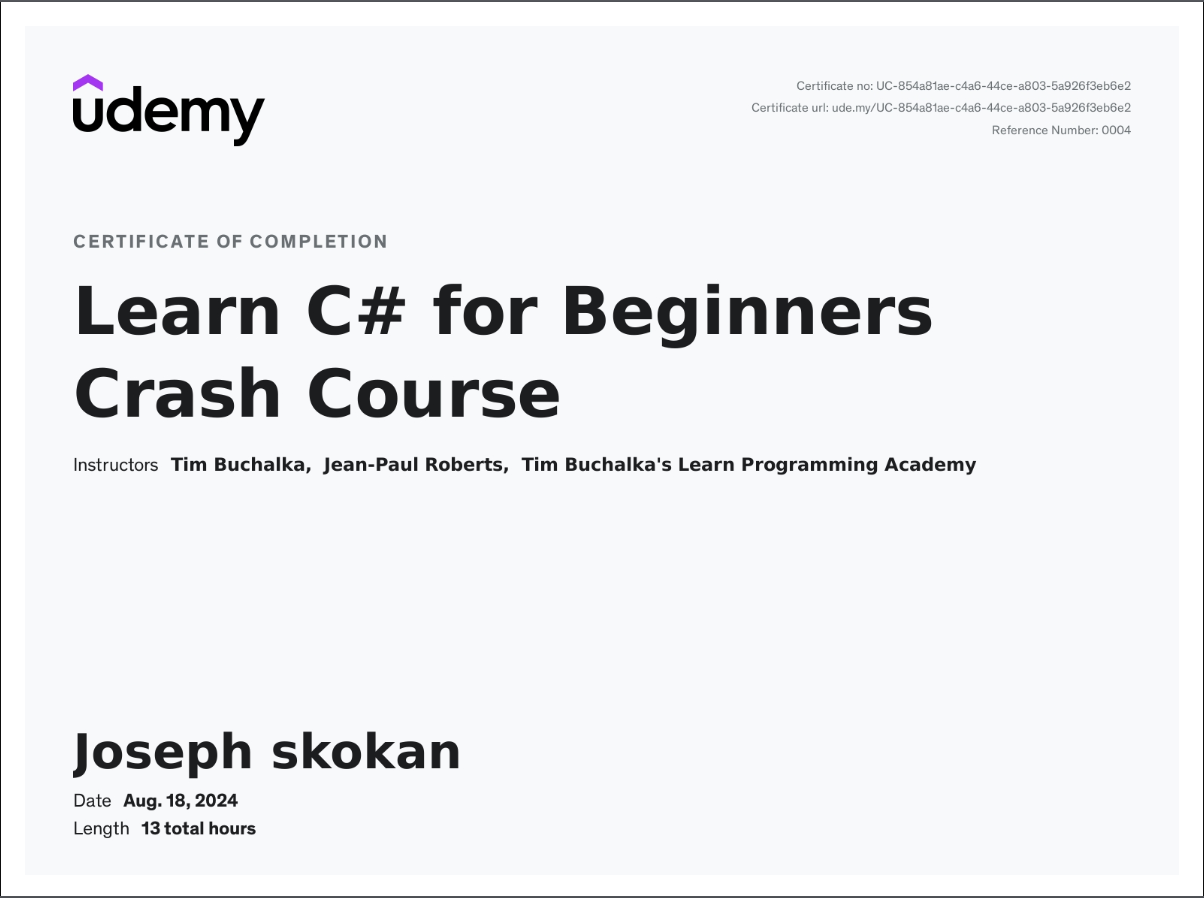 udemy
Certificate no: UC-854a81ae-c4a6-44ce-a803-5a926f3eb6e2
Certificate url: ude.my/UC-854a81ae-c4a6-44ce-a803-5a926f3eb6e2
Reference Number: 0004
CERTIFICATE OF COMPLETION
Learn C# for Beginners
Crash Course
Instructors Tim Buchalka, Jean-Paul Roberts, Tim Buchalka's Learn Programming Academy
Joseph skokan
Date Aug. 18, 2024
Length 13 total hours